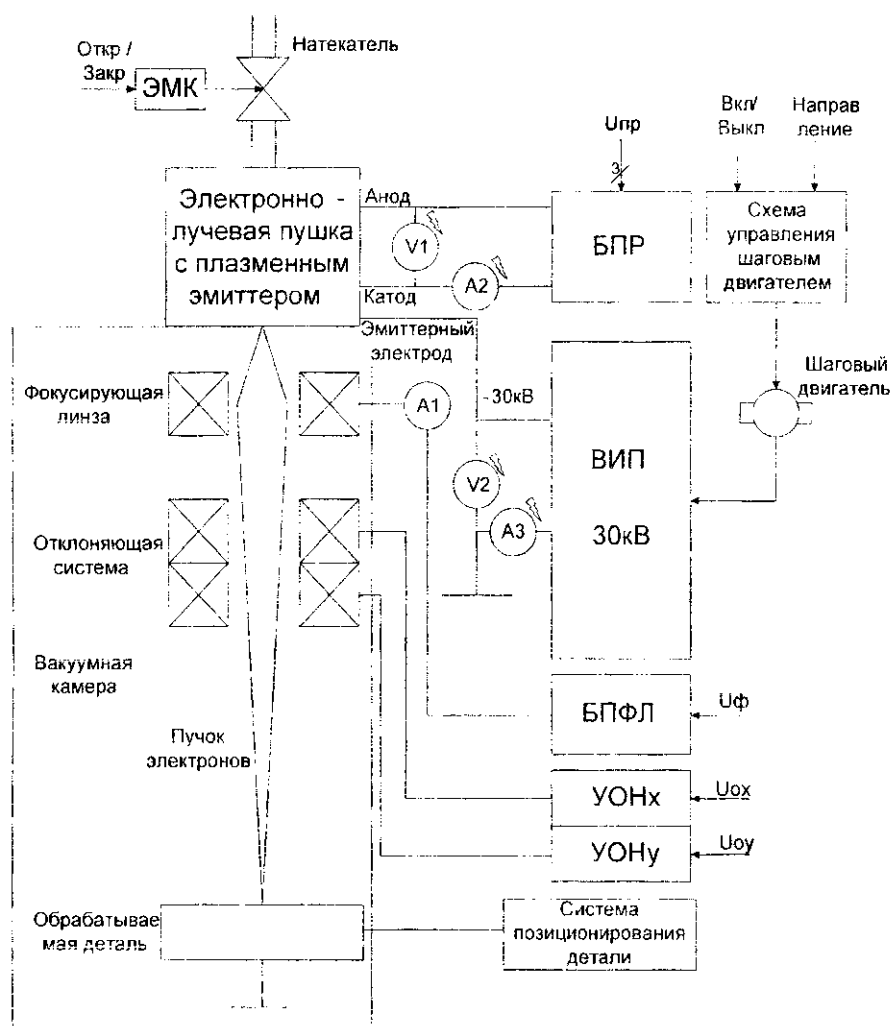 Натекатель
Откр /
Закр
ЭМК
Вкл/
Выкл
Направ
ление
Uпр
3
Электронно -
лучевая пушка
с плазменным
эмиттером
Анод
V1
Катод
A2
БПР
Схема
управления
шаговым
двигателем
Эмиттерный
электрод
Шаговый
двигатель
Фокусирующая
линза
A1
- 30кВ
ВИП
30кВ
V2
A3
Отклоняющая
система
Вакуумная
камера
БПФЛ
Uф
Пучок
электронов
УОНх
Uох
УОНу
Uоу
Обрабатывае
мая деталь
Система
позиционирования
детали